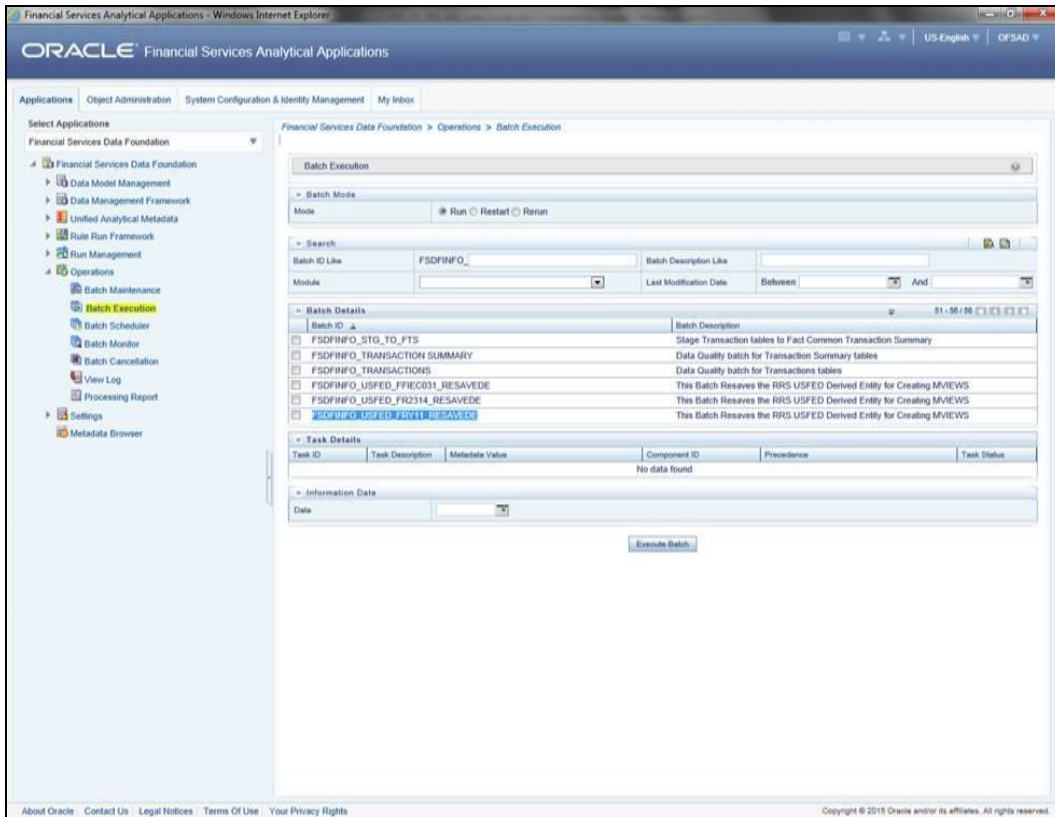 Financial Services Analytical Applications - Windows Internet Explorer
ORACLE Financial Services Analytical Applications
US-English
OFSAD
Applications Object Administration System Configuration & Identity Management My Inbox
Select Applications
Financial Services Data Foundation
Financial Services Data Foundation
Data Model Management
Data Management Framework
Unified Analytical Metadata
Rule Run Framework
Run Management
Operations
Batch Maintenance
Batch Execution
Batch Scheduler
Batch Monitor
Batch Cancellation
View Log
Processing Report
Settings
Metadata Browser
Financial Services Data Foundation > Operations > Batch Execution
Batch Execution
» Batch Mode
Mode Run Restart Rerun
» Search
Batch ID Like FSDFINFO_ Batch Description Like
Module Last Modification Date Between And
» Batch Details 51 - 56 / 56
Batch ID Batch Description
FSDFINFO_STG_TO_FTS Stage Transaction tables to Fact Common Transaction Summary
FSDFINFO_TRANSACTION SUMMARY Data Quality batch for Transaction Summary tables
FSDFINFO_TRANSACTIONS Data Quality batch for Transactions tables
FSDFINFO_USFED_FFIEC031_RESAVEDE This Batch Resaves the RRS USFED Derived Entity for Creating MVIEWS
FSDFINFO_USFED_FR2314_RESAVEDE This Batch Resaves the RRS USFED Derived Entity for Creating MVIEWS
FSDFINFO_USFED_FRY11_RESAVEDE This Batch Resaves the RRS USFED Derived Entity for Creating MVIEWS
» Task Details
Task ID Task Description Metadata Value Component ID Precedence Task Status
No data found
» Information Date
Date
Execute Batch
About Oracle Contact Us Legal Notices Terms Of Use Your Privacy Rights Copyright © 2015 Oracle and/or its affiliates. All rights reserved.